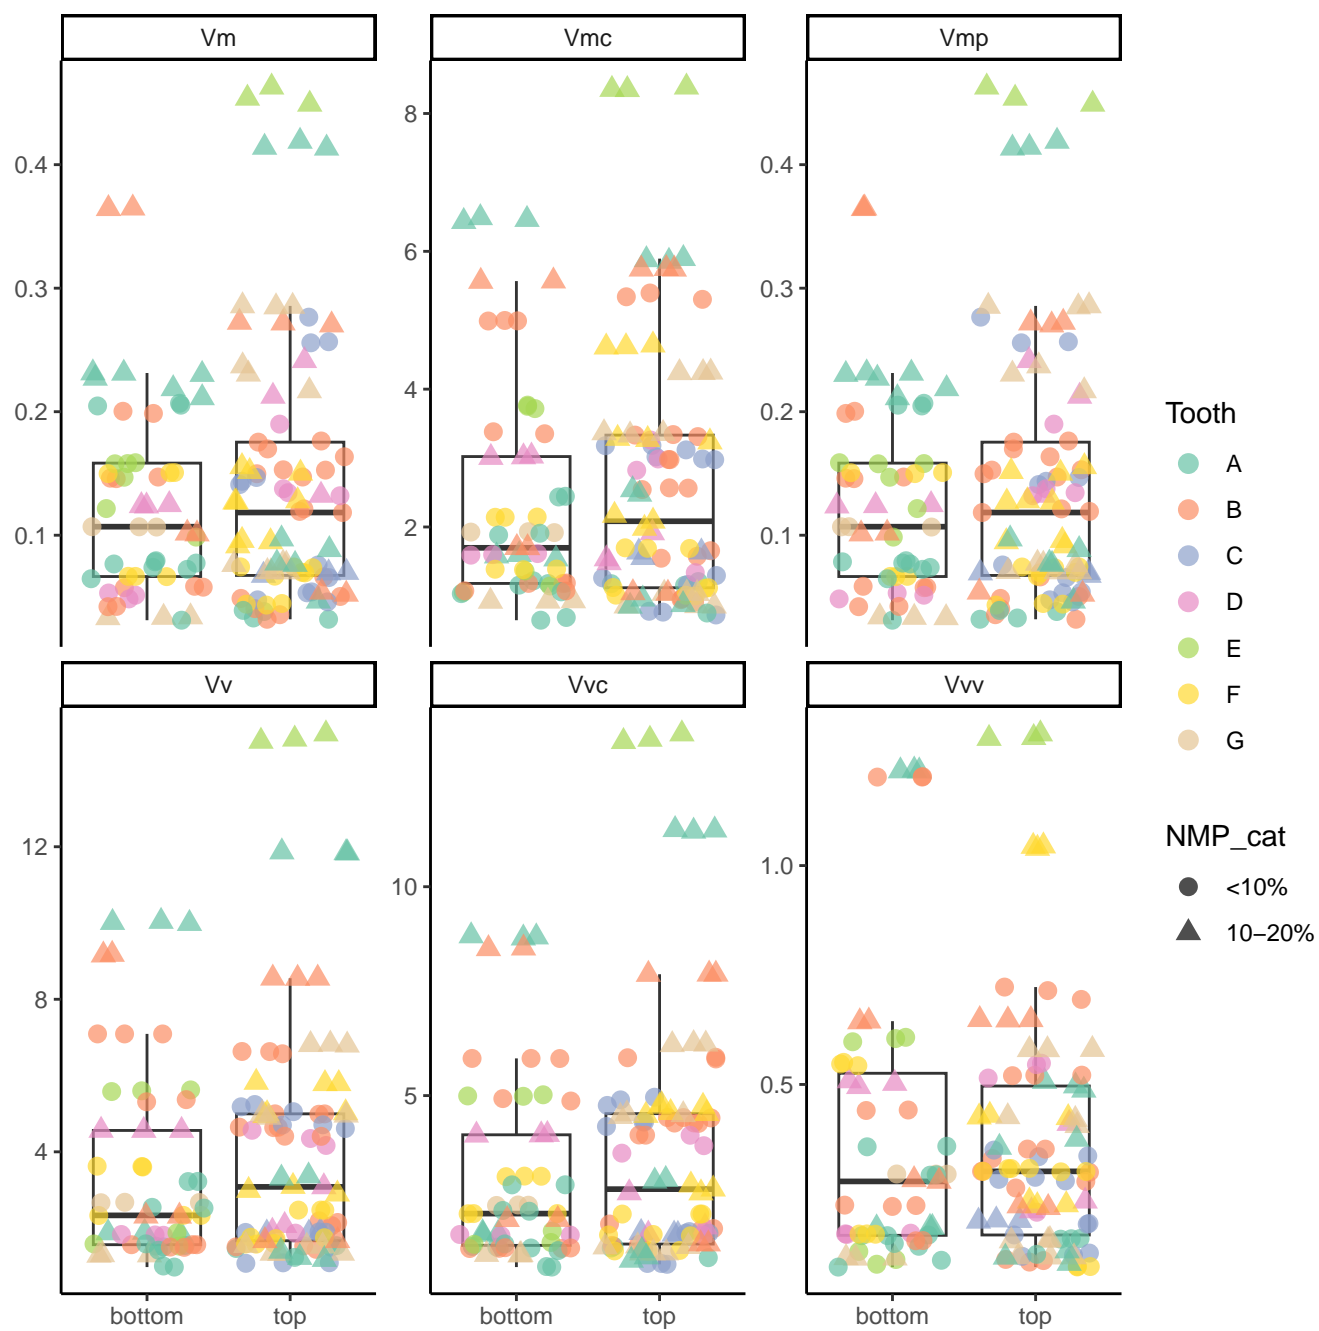 Vm
Vmc
Vmp
0.4
0.3
0.2
0.1
8
6
4
2
0.4
0.3
0.2
0.1
Vv
Vvc
Vvv
12
8
4
10
5
1.0
0.5
bottom
top
bottom
top
bottom
top
Tooth
A
B
C
D
E
F
G
NMP_cat
<10%
10–20%